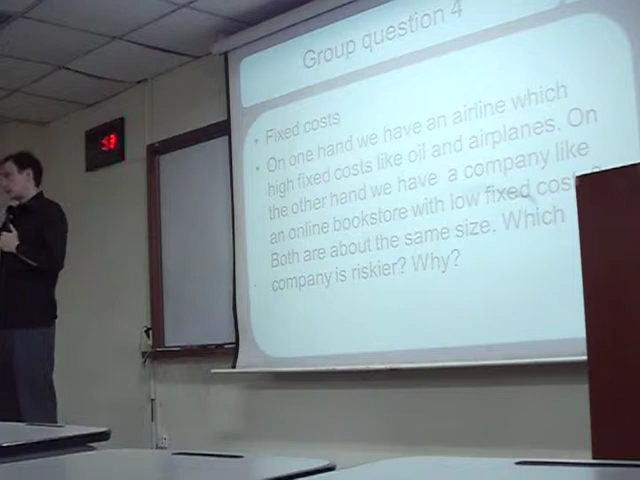 Group question 4
Fixed costs
On one hand we have an airline which
high fixed costs like oil and airplanes. On
the other hand we have a company like
an online bookstore with low fixed costs
Both are about the same size. Which
company is riskier? Why?